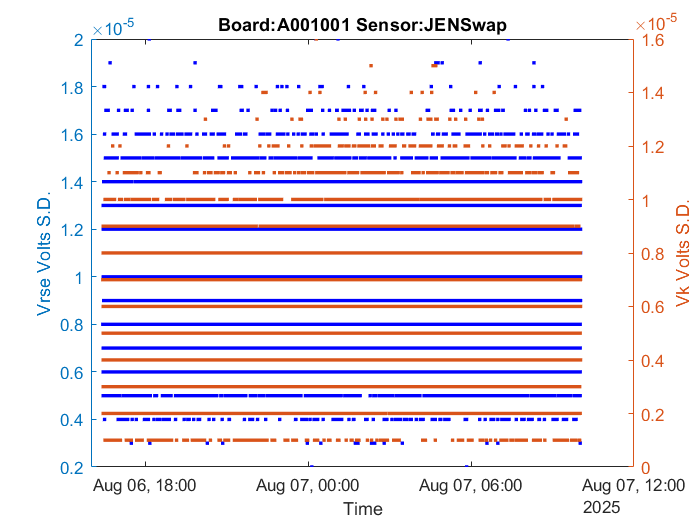 Board:A001001 Sensor:JENSwap
×10-5
×10-5
2
1.8
1.6
1.4
1.2
1
0.8
0.6
0.4
0.2
Vrse Volts S.D.
1.6
1.4
1.2
1
0.8
0.6
0.4
0.2
0
Vk Volts S.D.
Aug 06, 18:00
Aug 07, 00:00
Aug 07, 06:00
Aug 07, 12:00
Time
2025